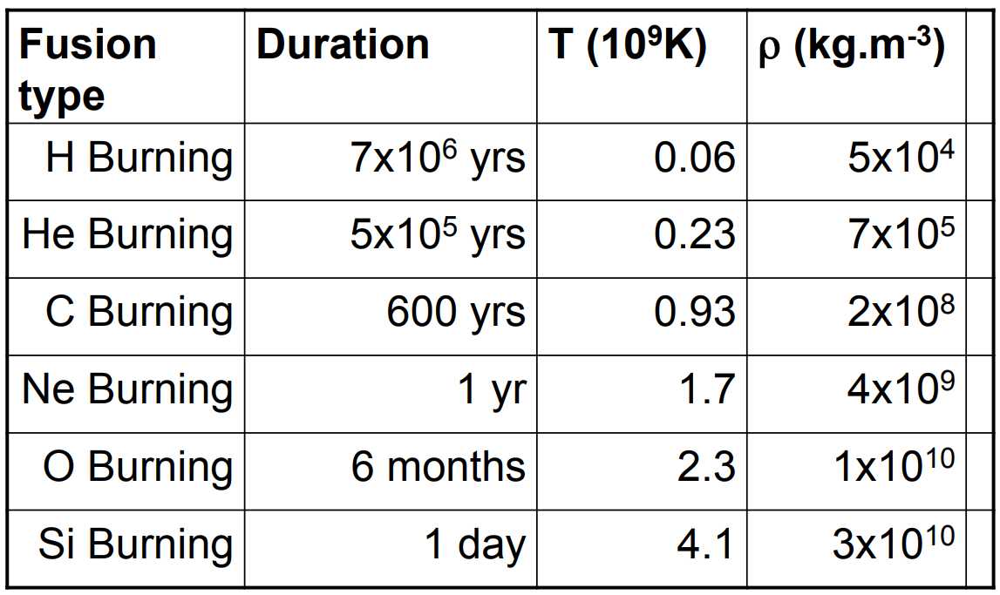 Fusion type Duration T (10⁹K) ρ (kg.m⁻³)
H Burning 7x10⁶ yrs 0.06 5x10⁴
He Burning 5x10⁵ yrs 0.23 7x10⁵
C Burning 600 yrs 0.93 2x10⁸
Ne Burning 1 yr 1.7 4x10⁹
O Burning 6 months 2.3 1x10¹⁰
Si Burning 1 day 4.1 3x10¹⁰